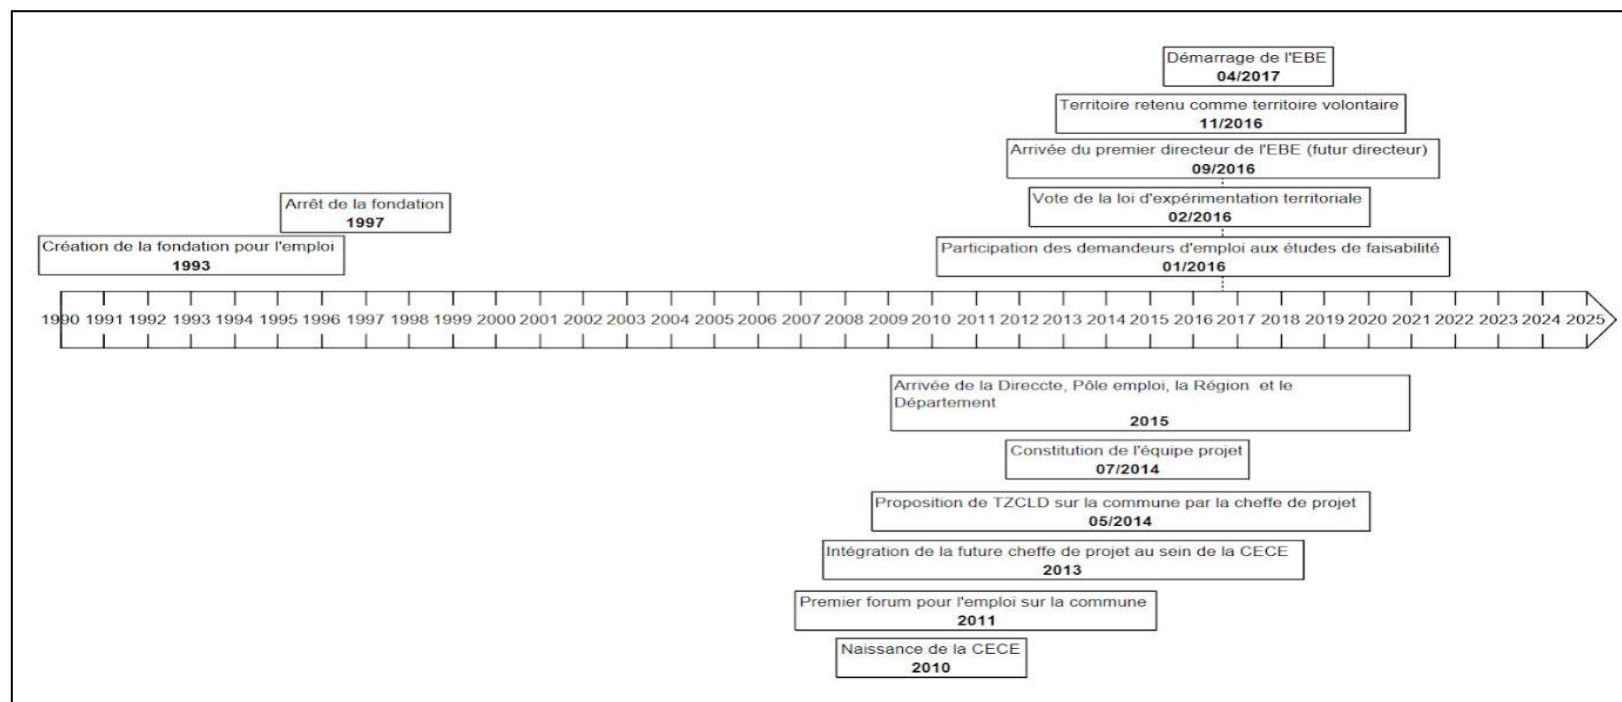 Démarrage de l'EBE
04/2017
Territoire retenu comme territoire volontaire
11/2016
Arrivée du premier directeur de l'EBE (futur directeur)
09/2016
Arrêt de la fondation
1997
Vote de la loi d'expérimentation territoriale
02/2016
Création de la fondation pour l'emploi
1993
Participation des demandeurs d'emploi aux études de faisabilité
01/2016
1990 1991 1992 1993 1994 1995 1996 1997 1998 1999 2000 2001 2002 2003 2004 2005 2006 2007 2008 2009 2010 2011 2012 2013 2014 2015 2016 2017 2018 2019 2020 2021 2022 2023 2024 2025
Arrivée de la Direccte, Pôle emploi, la Région et le
Département
2015
Constitution de l'équipe projet
07/2014
Proposition de TZCLD sur la commune par la cheffe de projet
05/2014
Intégration de la future cheffe de projet au sein de la CECE
2013
Premier forum pour l'emploi sur la commune
2011
Naissance de la CECE
2010